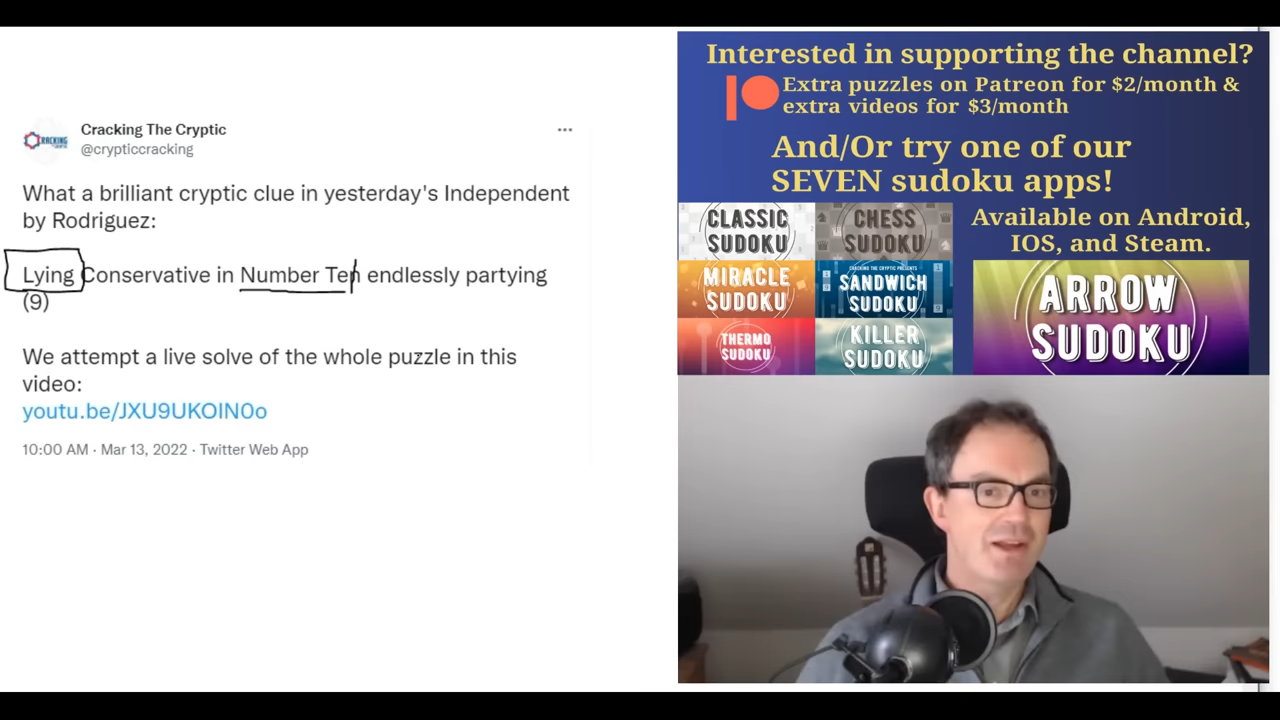 Cracking The Cryptic
@crypticcracking
What a brilliant cryptic clue in yesterday's Independent
by Rodriguez:
Lying Conservative in Number Ten endlessly partying
(9)
We attempt a live solve of the whole puzzle in this
video:
youtu.be/JXU9UKOIN0o
10:00 AM · Mar 13, 2022 · Twitter Web App
Interested in supporting the channel?
Extra puzzles on Patreon for $2/month &
extra videos for $3/month
And/Or try one of our
SEVEN sudoku apps!
CLASSIC
SUDOKU
CHESS
SUDOKU
MIRACLE
SUDOKU
CRACKING THE CRYPTIC PRESENTS
SANDWICH
SUDOKU
THERMO
SUDOKU
KILLER
SUDOKU
Available on Android,
IOS, and Steam.
ARROW
SUDOKU